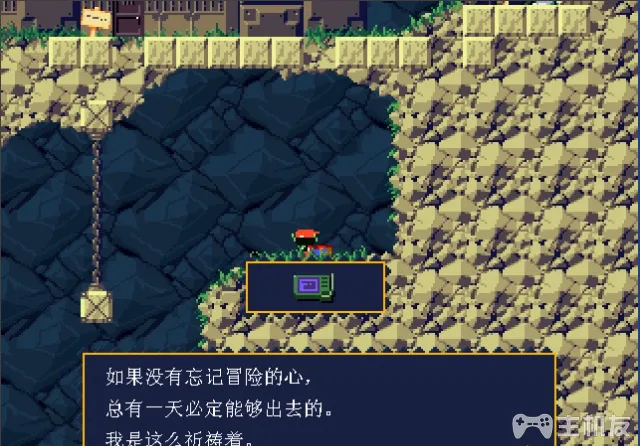 如果没有忘记冒险的心，
总有一天必定能够出去的。
我是这么祈祷着。
主机友